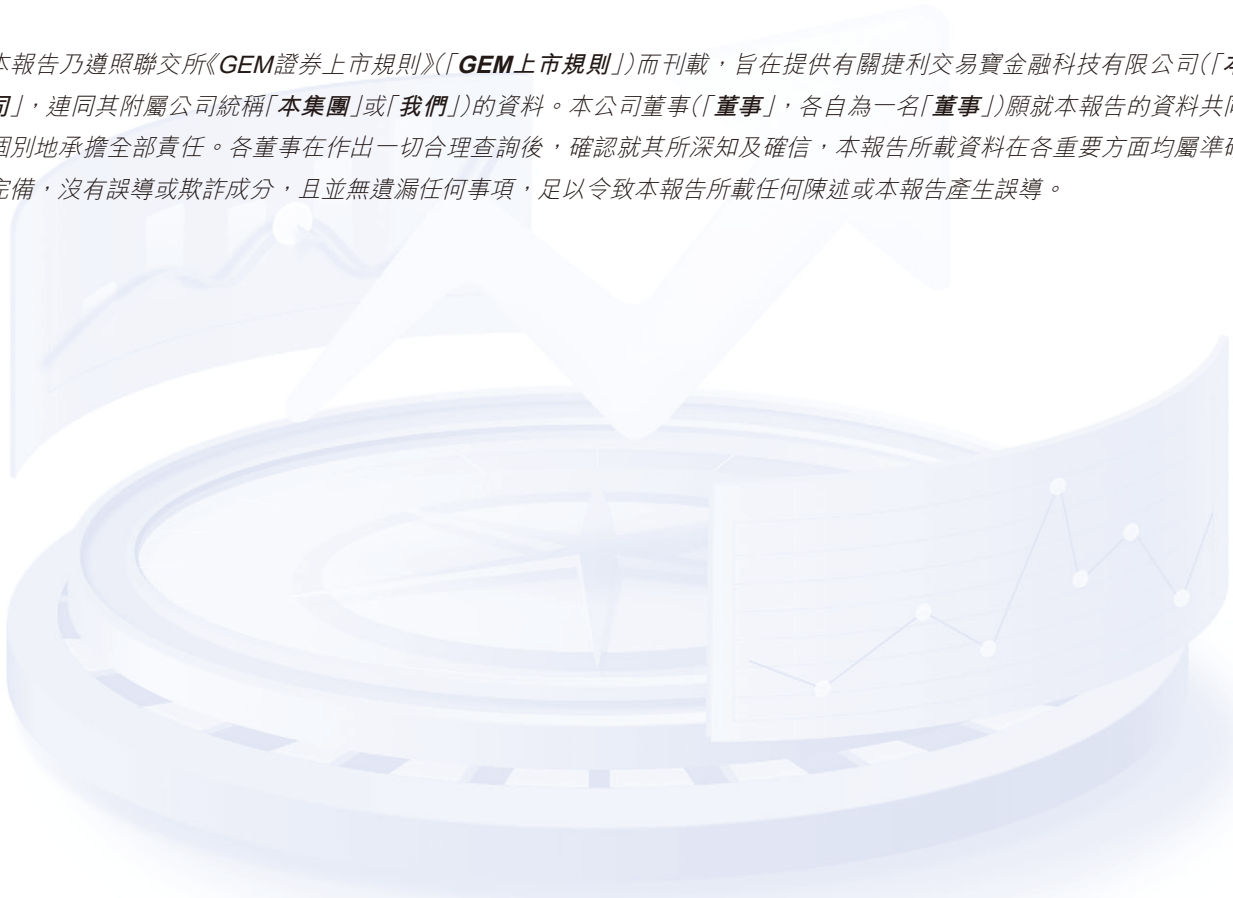 本報告乃遵照聯交所《GEM證券上市規則》(「GEM上市規則」)而刊載，旨在提供有關捷利交易寶金融科技有限公司(「本
司」，連同其附屬公司統稱「本集團」或「我們」)的資料。本公司董事(「董事」，各自為一名「董事」)願就本報告的資料共同
個別地承擔全部責任。各董事在作出一切合理查詢後，確認就其所深知及確信，本報告所載資料在各重要方面均屬準確
完備，沒有誤導或欺詐成分，且並無遺漏任何事項，足以令致本報告所載任何陳述或本報告產生誤導。